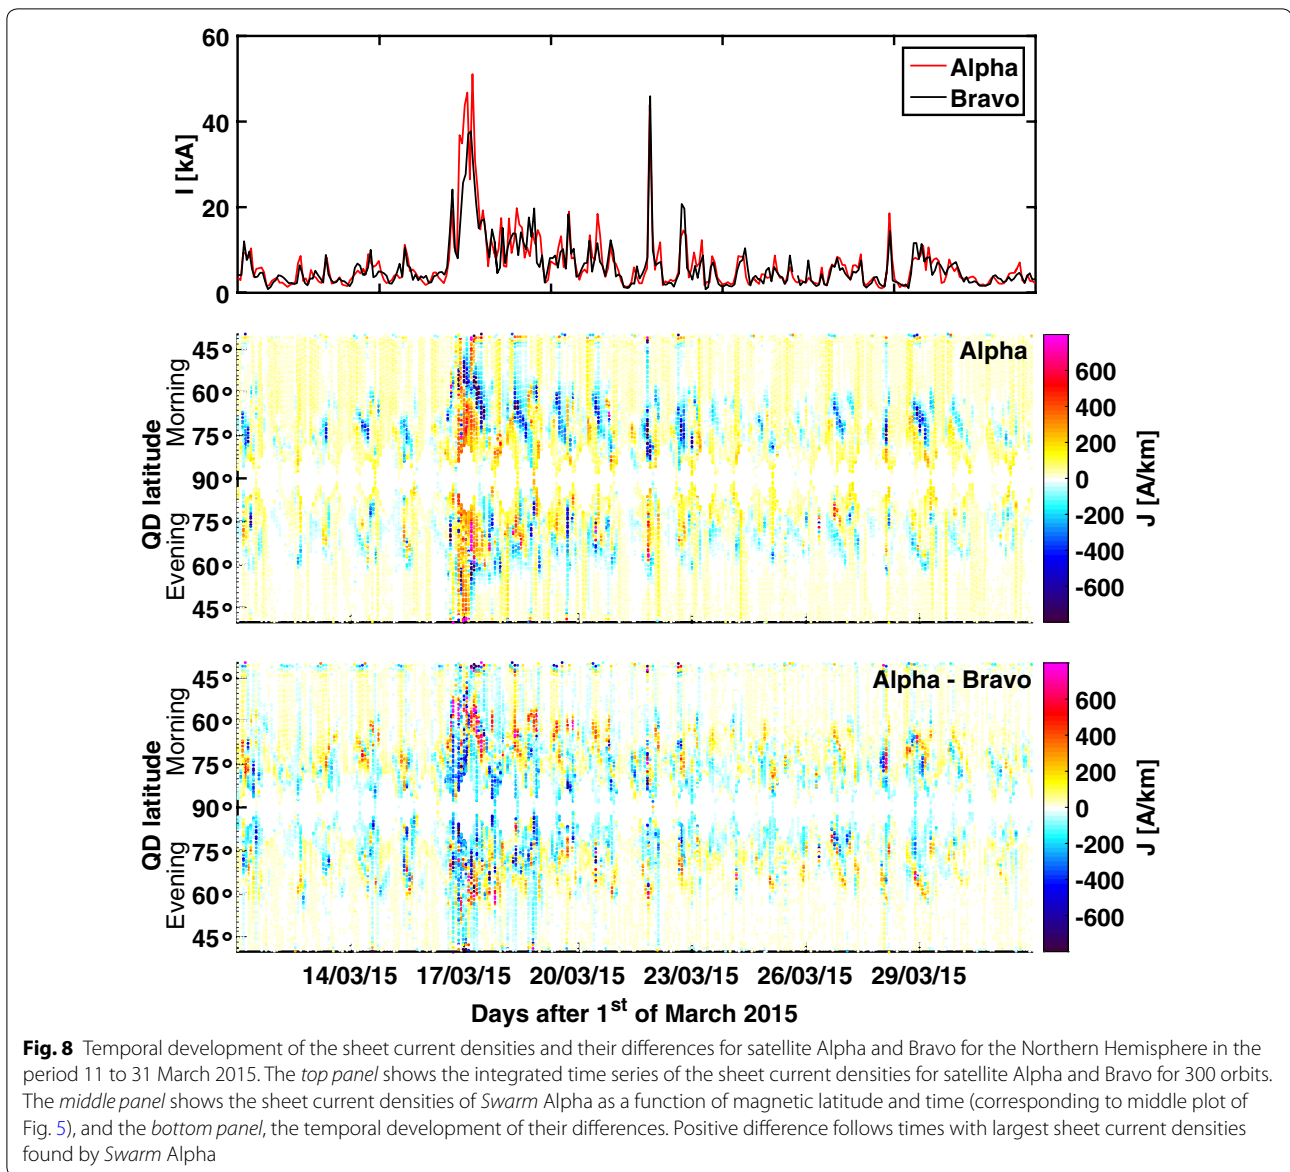 60
40
20
0
I [kA]
Alpha
Bravo
45°
60°
75°
90°
75°
60°
45°
QD latitude
Evening Morning
Alpha
600
400
200
0
-200
-400
-600
J [A/km]
45°
60°
75°
90°
75°
60°
45°
QD latitude
Evening Morning
Alpha - Bravo
600
400
200
0
-200
-400
-600
J [A/km]
14/03/15 17/03/15 20/03/15 23/03/15 26/03/15 29/03/15
Days after 1st of March 2015
Fig. 8 Temporal development of the sheet current densities and their differences for satellite Alpha and Bravo for the Northern Hemisphere in the
period 11 to 31 March 2015. The top panel shows the integrated time series of the sheet current densities for satellite Alpha and Bravo for 300 orbits.
The middle panel shows the sheet current densities of Swarm Alpha as a function of magnetic latitude and time (corresponding to middle plot of
Fig. 5), and the bottom panel, the temporal development of their differences. Positive difference follows times with largest sheet current densities
found by Swarm Alpha